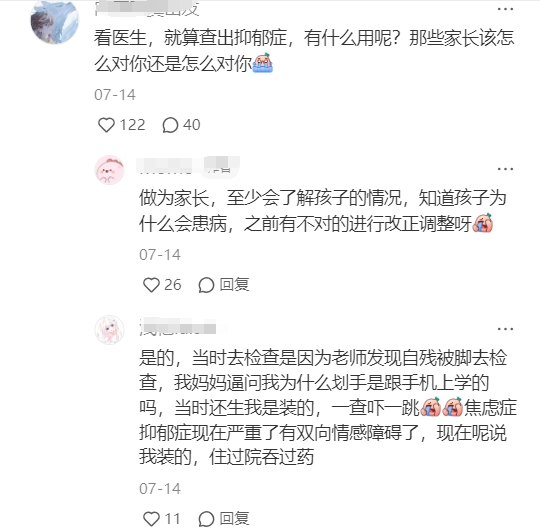 看医生，就算查出抑郁症，有什么用呢？那些家长该怎
么对你还是怎么对你
07-14
122 40
做为家长，至少会了解孩子的情况，知道孩子为
什么会患病，之前有不对的进行改正调整呀
07-14
26 回复
是的，当时去检查是因为老师发现自残被脚去检
查，我妈妈逼问我为什么划手是跟手机上学的
吗，当时还生我是装的，一查吓一跳焦虑症
抑郁症现在严重了有双向情感障碍了，现在呢说
我装的，住过院吞过药
07-14
11 回复